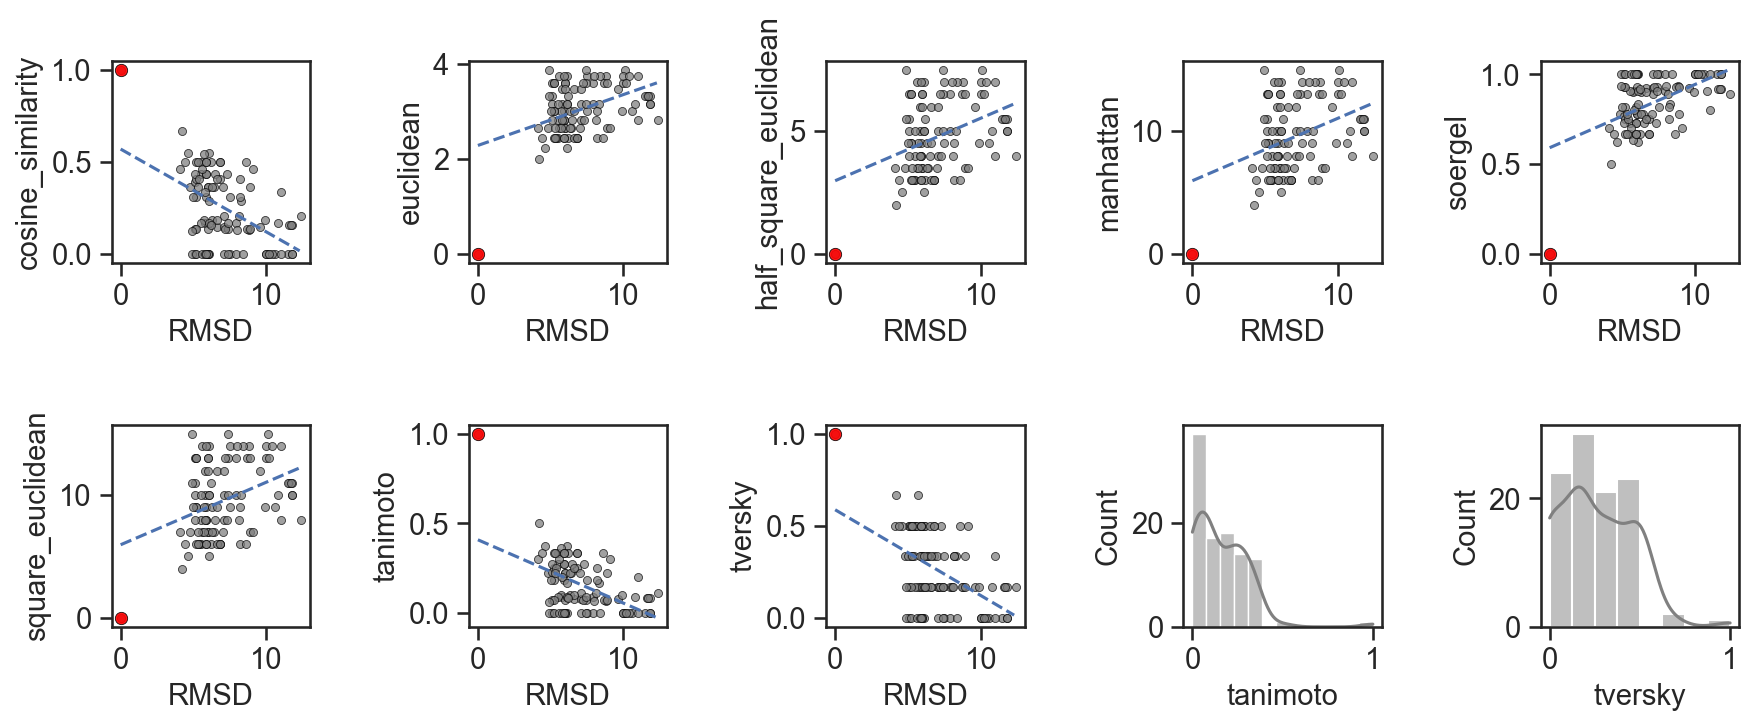 cosine_similarity
1.0
0.5
0.0
0 10
RMSD
euclidean
4
2
0
0 10
RMSD
half_square_euclidean
5
0
0 10
RMSD
manhattan
10
0
0 10
RMSD
soergel
1.0
0.5
0.0
0 10
RMSD
square_euclidean
10
0
0 10
RMSD
tanimoto
1.0
0.5
0.0
0 10
RMSD
tversky
1.0
0.5
0.0
0 10
RMSD
Count
20
0
0 1
tanimoto
Count
20
0
0 1
tversky